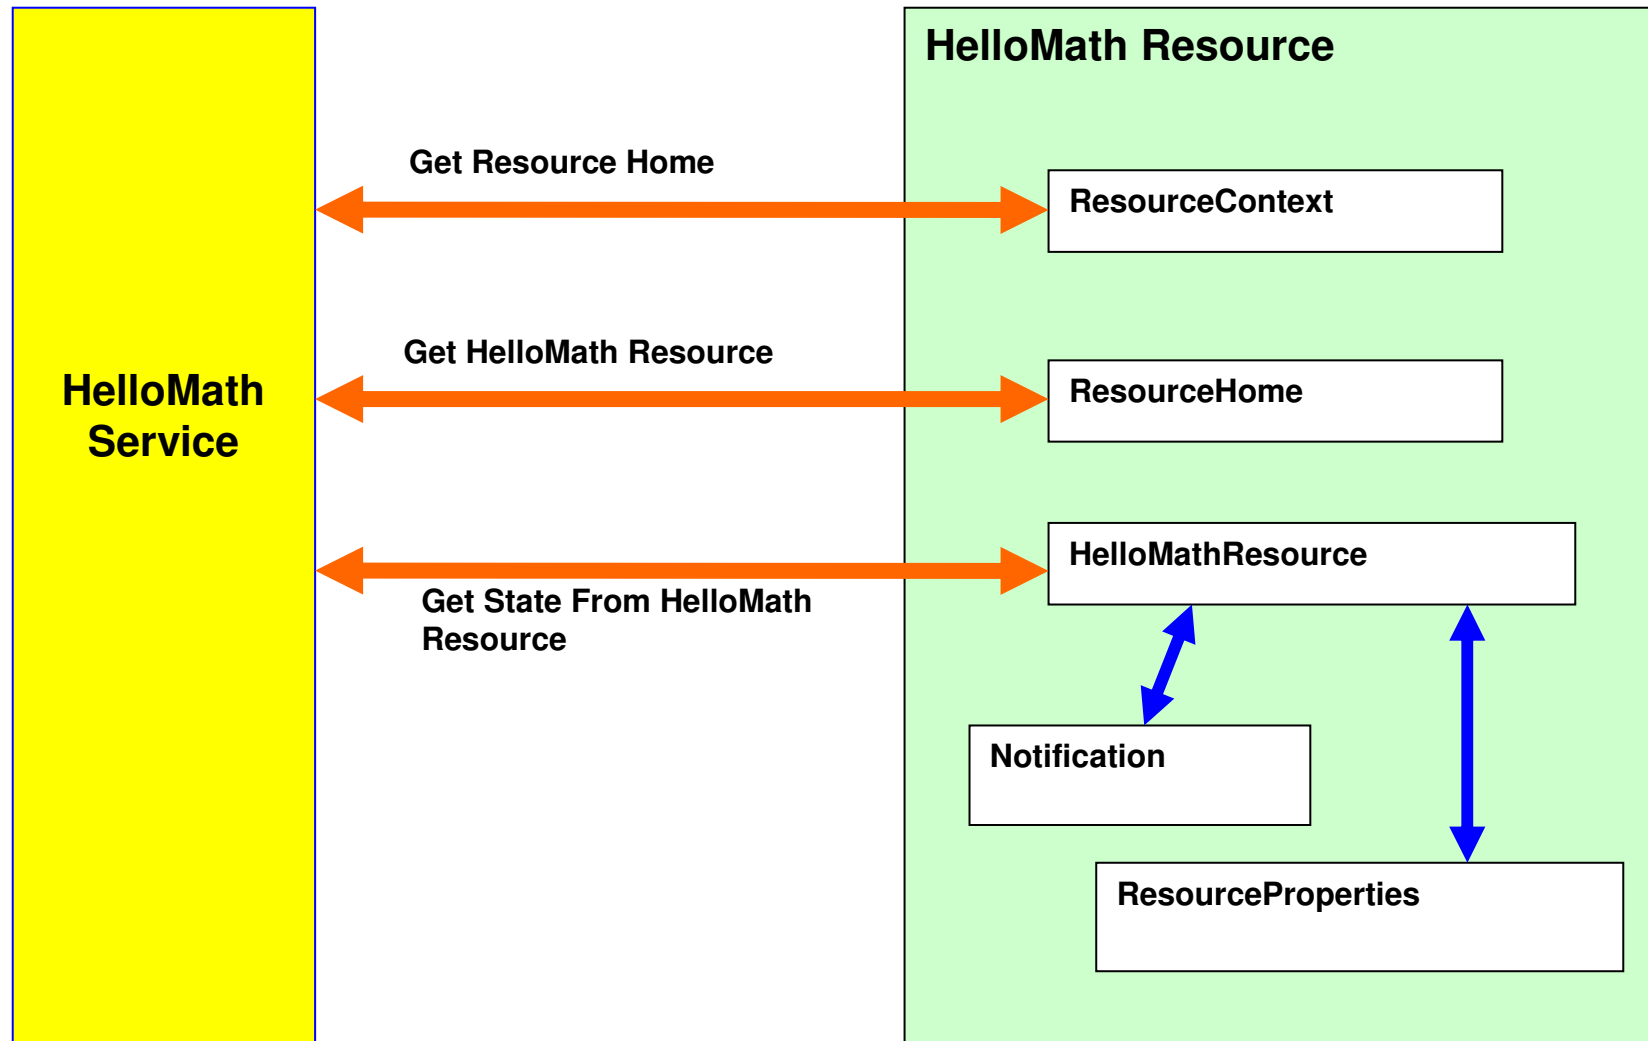 HelloMath Resource
Get Resource Home
ResourceContext
Get HelloMath Resource
ResourceHome
HelloMath
Service
HelloMathResource
Get State From HelloMath
Resource
Notification
ResourceProperties